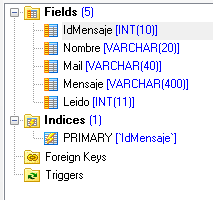 Fields (5)
IdMensaje [INT(10)]
Nombre [VARCHAR(20)]
Mail [VARCHAR(40)]
Mensaje [VARCHAR(400)]
Leido [INT(11)]
Indices (1)
PRIMARY [`IdMensaje`]
Foreign Keys
Triggers